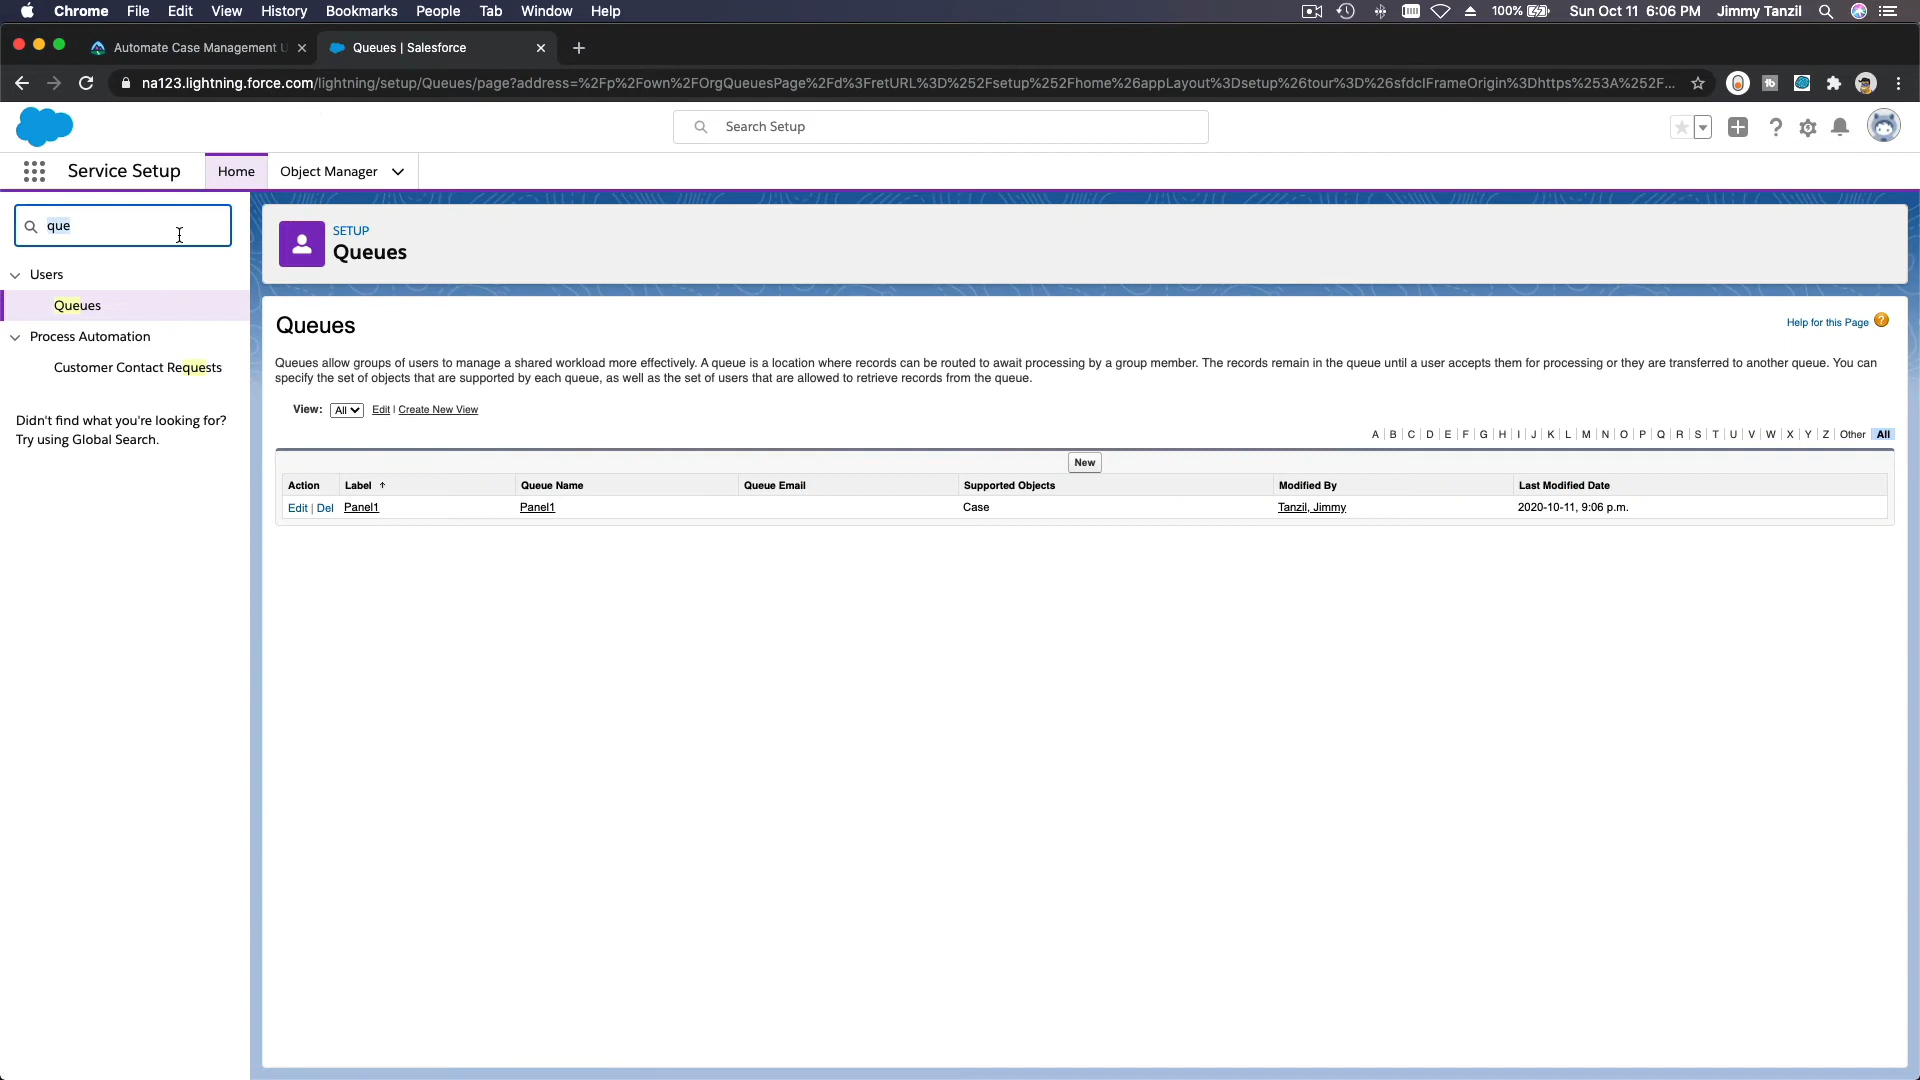 Chrome File Edit View History Bookmarks People Tab Window Help 100% Sun Oct 11 6:06 PM Jimmy Tanzil
Automate Case Management U
Queues | Salesforce
na123.lightning.force.com/lightning/setup/Queues/page?address=%2Fp%2Fown%2FOrgQueuesPage%2Fd%3FretURL%3D%252Fsetup%252Fhome%26appLayout%3Dsetup%26tour%3D%26sfdcIFrameOrigin%3Dhttps%253A%252F...
Search Setup
Service Setup Home Object Manager
que
Users
Queues
Process Automation
Customer Contact Requests
Didn't find what you're looking for?
Try using Global Search.
SETUP
Queues
Queues
Help for this Page ?
Queues allow groups of users to manage a shared workload more effectively. A queue is a location where records can be routed to await processing by a group member. The records remain in the queue until a user accepts them for processing or they are transferred to another queue. You can
specify the set of objects that are supported by each queue, as well as the set of users that are allowed to retrieve records from the queue.
View: All Edit | Create New View
A | B | C | D | E | F | G | H | I | J | K | L | M | N | O | P | Q | R | S | T | U | V | W | X | Y | Z | Other All
New
Action Label Queue Name Queue Email Supported Objects Modified By Last Modified Date
Edit | Del Panel1 Panel1 Case Tanzil, Jimmy 2020-10-11, 9:06 p.m.